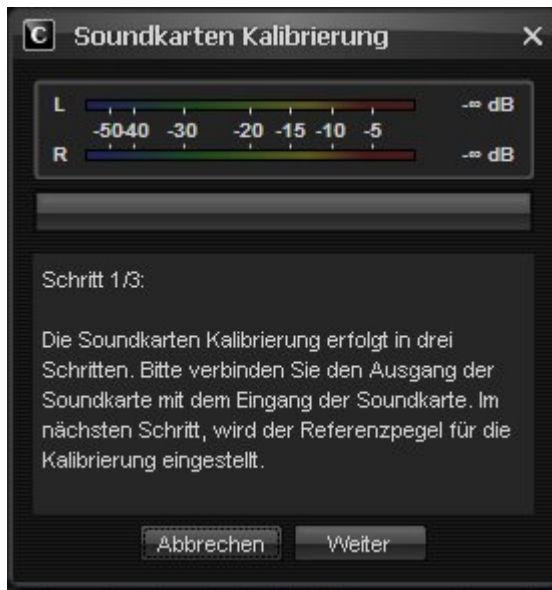 C Soundkarten Kalibrierung X
L -∞ dB
-50 -40 -30 -20 -15 -10 -5
R -∞ dB
Schritt 1/3:
Die Soundkarten Kalibrierung erfolgt in drei
Schritten. Bitte verbinden Sie den Ausgang der
Soundkarte mit dem Eingang der Soundkarte. Im
nächsten Schritt, wird der Referenzpegel für die
Kalibrierung eingestellt.
Abbrechen Weiter